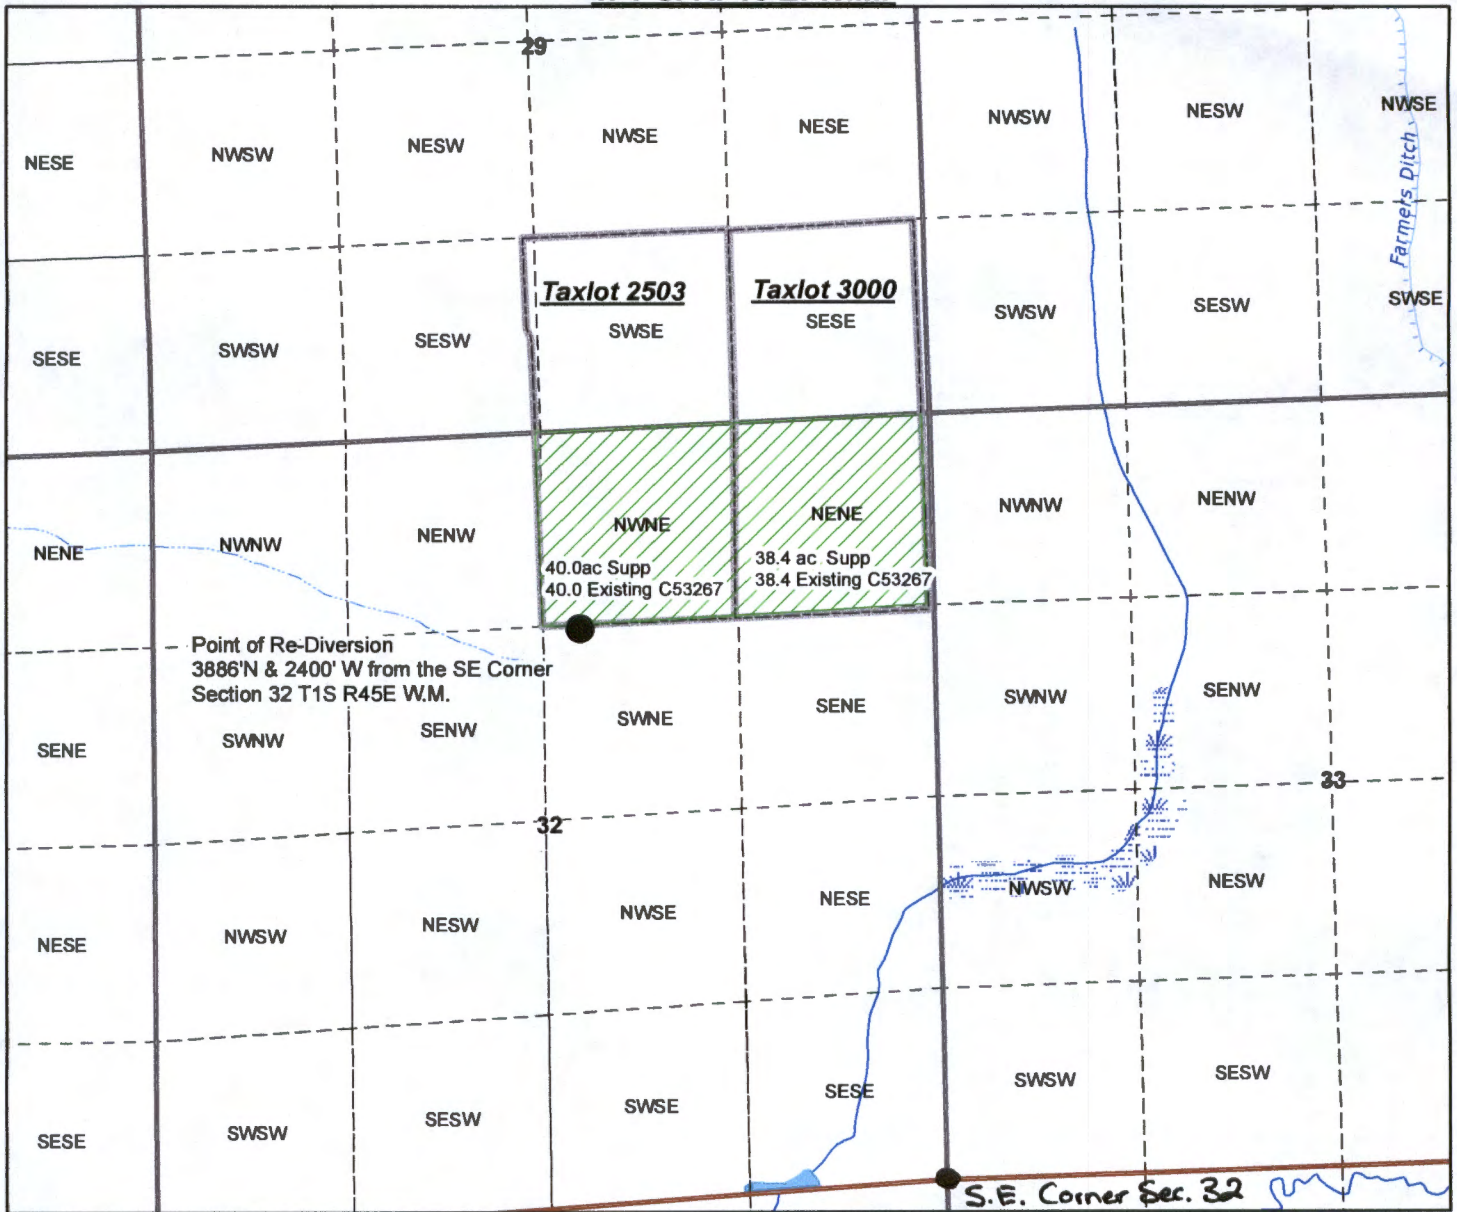 29
NESE
NWSW
NESW
NWSE
NESE
NWSW
NESW
NWSE
Farmers Ditch
Taxlot 2503
Taxlot 3000
SESE
SWSW
SESW
SWSE
SESE
SWSW
SESW
SWSE
NENE
NWNW
NENW
NWNE
NENE
NWNW
NENW
40.0ac Supp
40.0 Existing C53267
38.4 ac Supp
38.4 Existing C53267
Point of Re-Diversion
3886'N & 2400' W from the SE Corner
Section 32 T1S R45E W.M.
SENE
SWNW
SENW
SWNE
SENE
SWNW
SENW
32
33
NESE
NWSW
NESW
NWSE
NESE
NWSW
NESW
SESE
SWSW
SESW
SWSE
SESE
SWSW
SESW
S.E. Corner Sec. 32